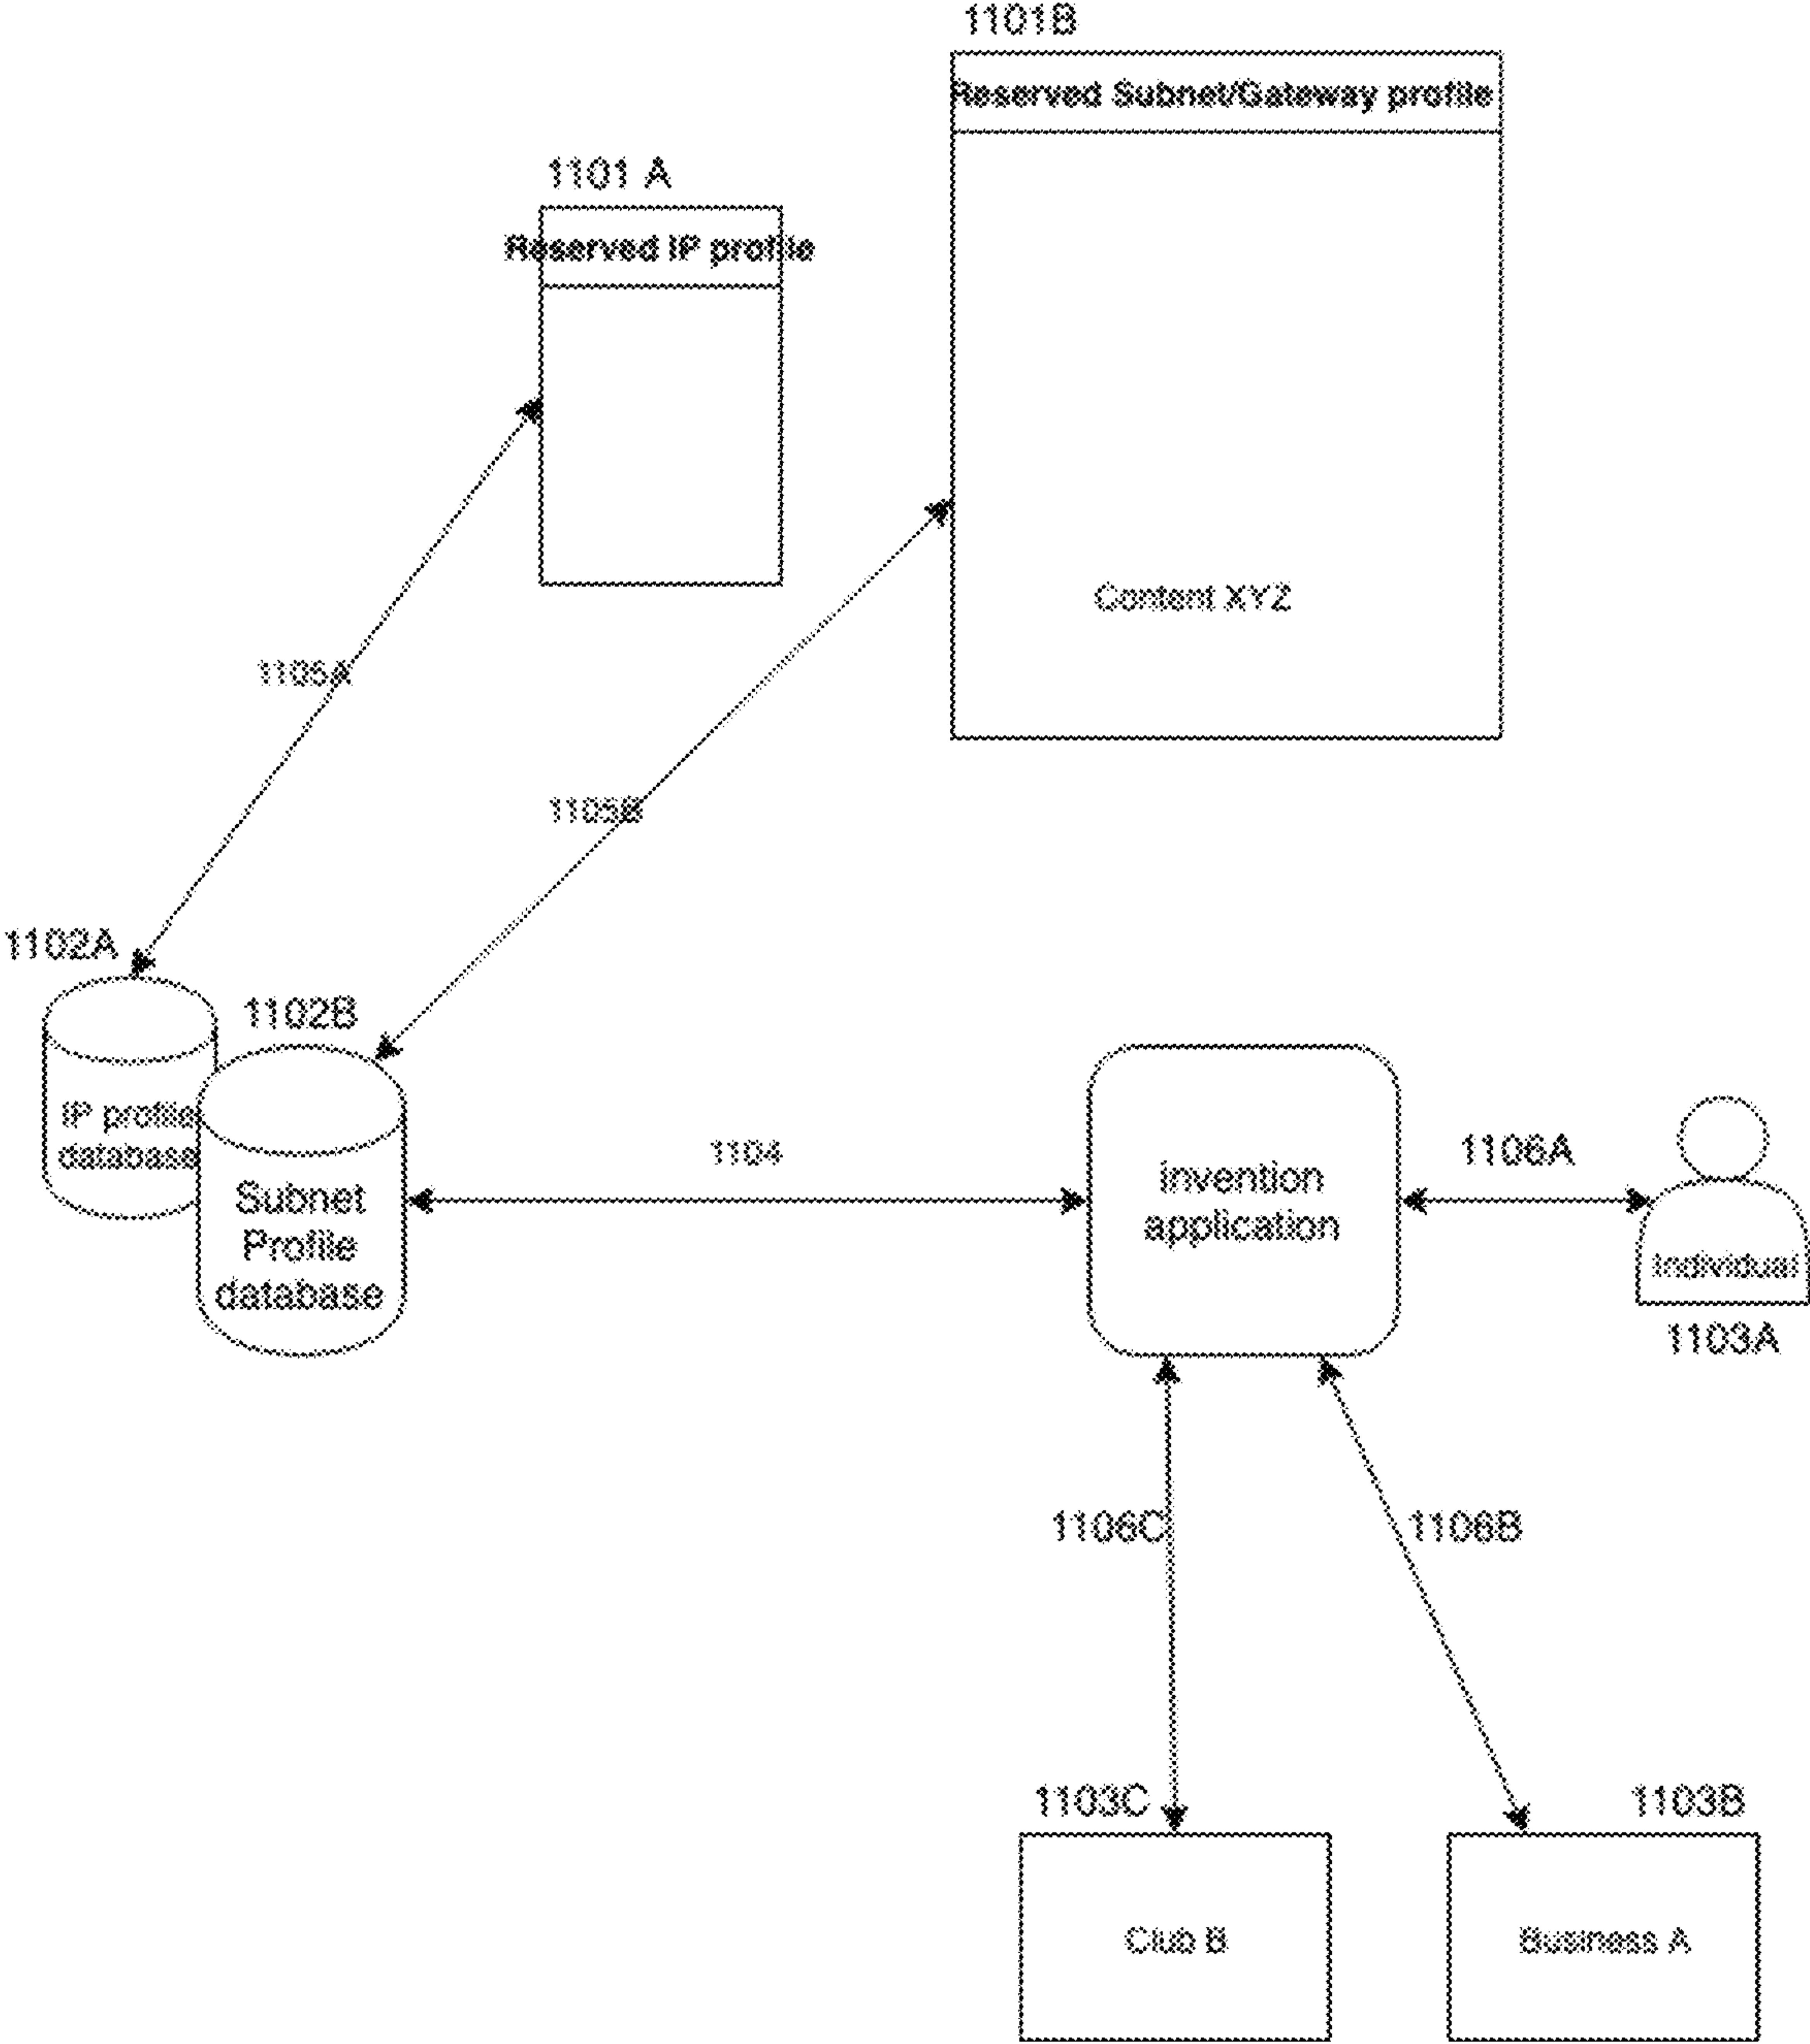 1101B
Reserved Subnet/Gateway profile
1101 A
Reserved IP profile
Content XYZ
1105A
1105B
1102A
1102B
IP profile
database
Subnet
Profile
database
1104
invention
application
1106A
Individual
1103A
1106C
1106B
1103C
1103B
Club B
Business A